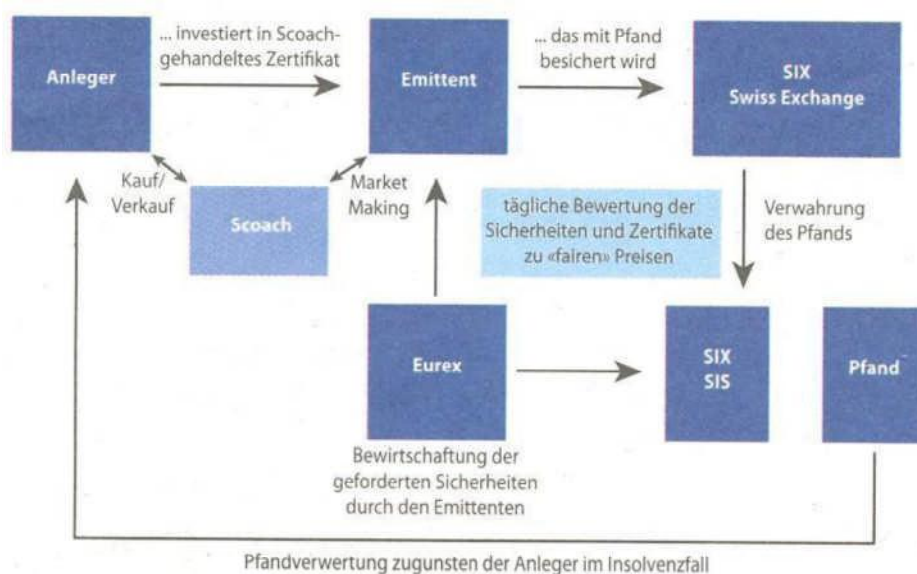 ... investiert in Scoach-
gehandeltes Zertifikat
... das mit Pfand
besichert wird
Anleger
Emittent
SIX
Swiss Exchange
Kauf/
Verkauf
Scoach
Market
Making
tägliche Bewertung der
Sicherheiten und Zertifikate
zu «fairen» Preisen
Verwahrung
des Pfands
Eurex
SIX
SIS
Pfand
Bewirtschaftung der
geforderten Sicherheiten
durch den Emittenten
Pfandverwertung zugunsten der Anleger im Insolvenzfall